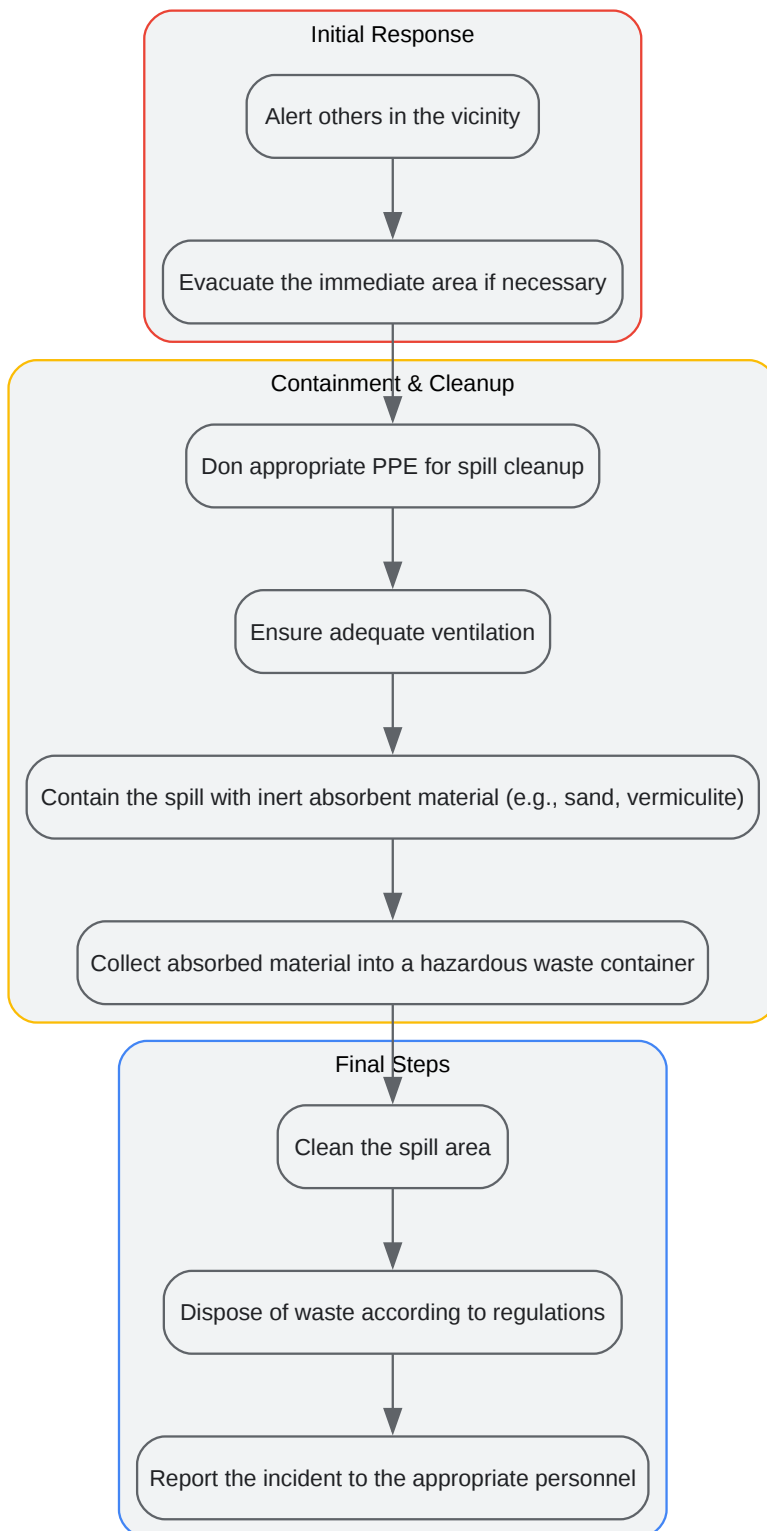 Initial Response
Alert others in the vicinity
Evacuate the immediate area if necessary
Containment & Cleanup
Don appropriate PPE for spill cleanup
Ensure adequate ventilation
Contain the spill with inert absorbent material (e.g., sand, vermiculite)
Collect absorbed material into a hazardous waste container
Final Steps
Clean the spill area
Dispose of waste according to regulations
Report the incident to the appropriate personnel